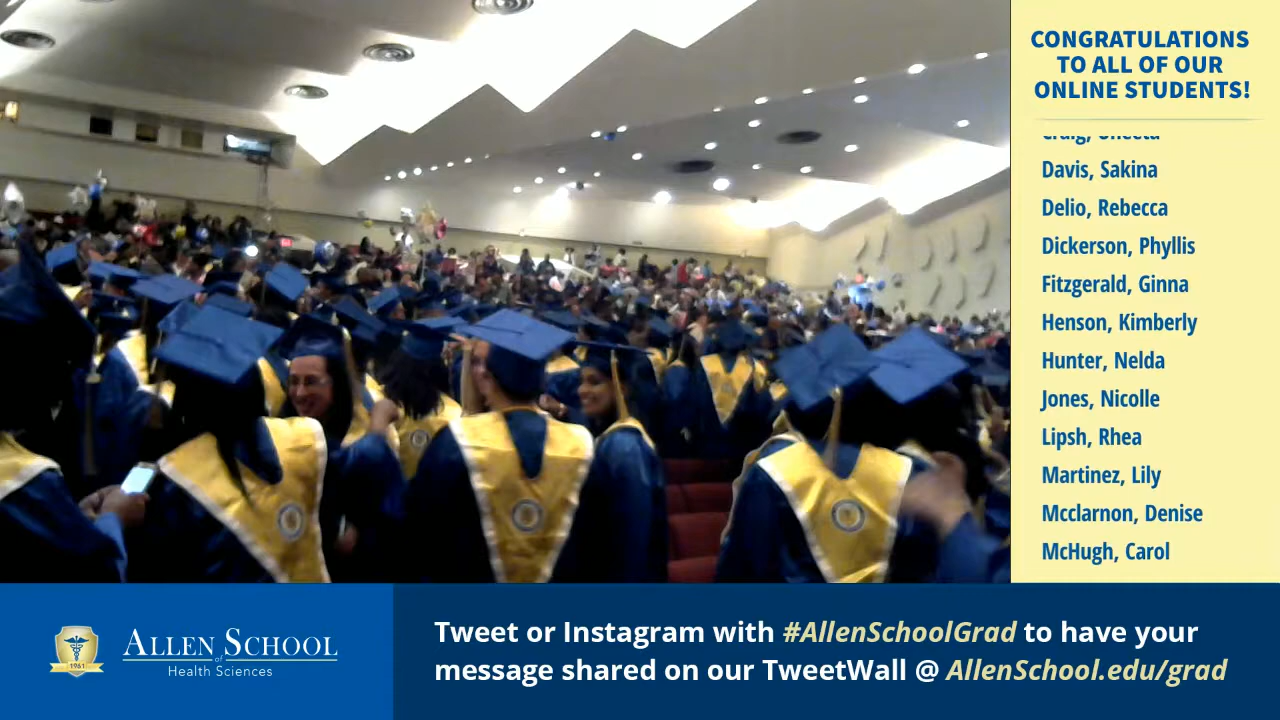 CONGRATULATIONS
TO ALL OF OUR
ONLINE STUDENTS!
Davis, Sakina
Delio, Rebecca
Dickerson, Phyllis
Fitzgerald, Ginna
Henson, Kimberly
Hunter, Nelda
Jones, Nicolle
Lipsh, Rhea
Martinez, Lily
Mcclarnon, Denise
McHugh, Carol
1961
ALLEN SCHOOL
of
Health Sciences
Tweet or Instagram with #AllenSchoolGrad to have your
message shared on our TweetWall @ AllenSchool.edu/grad